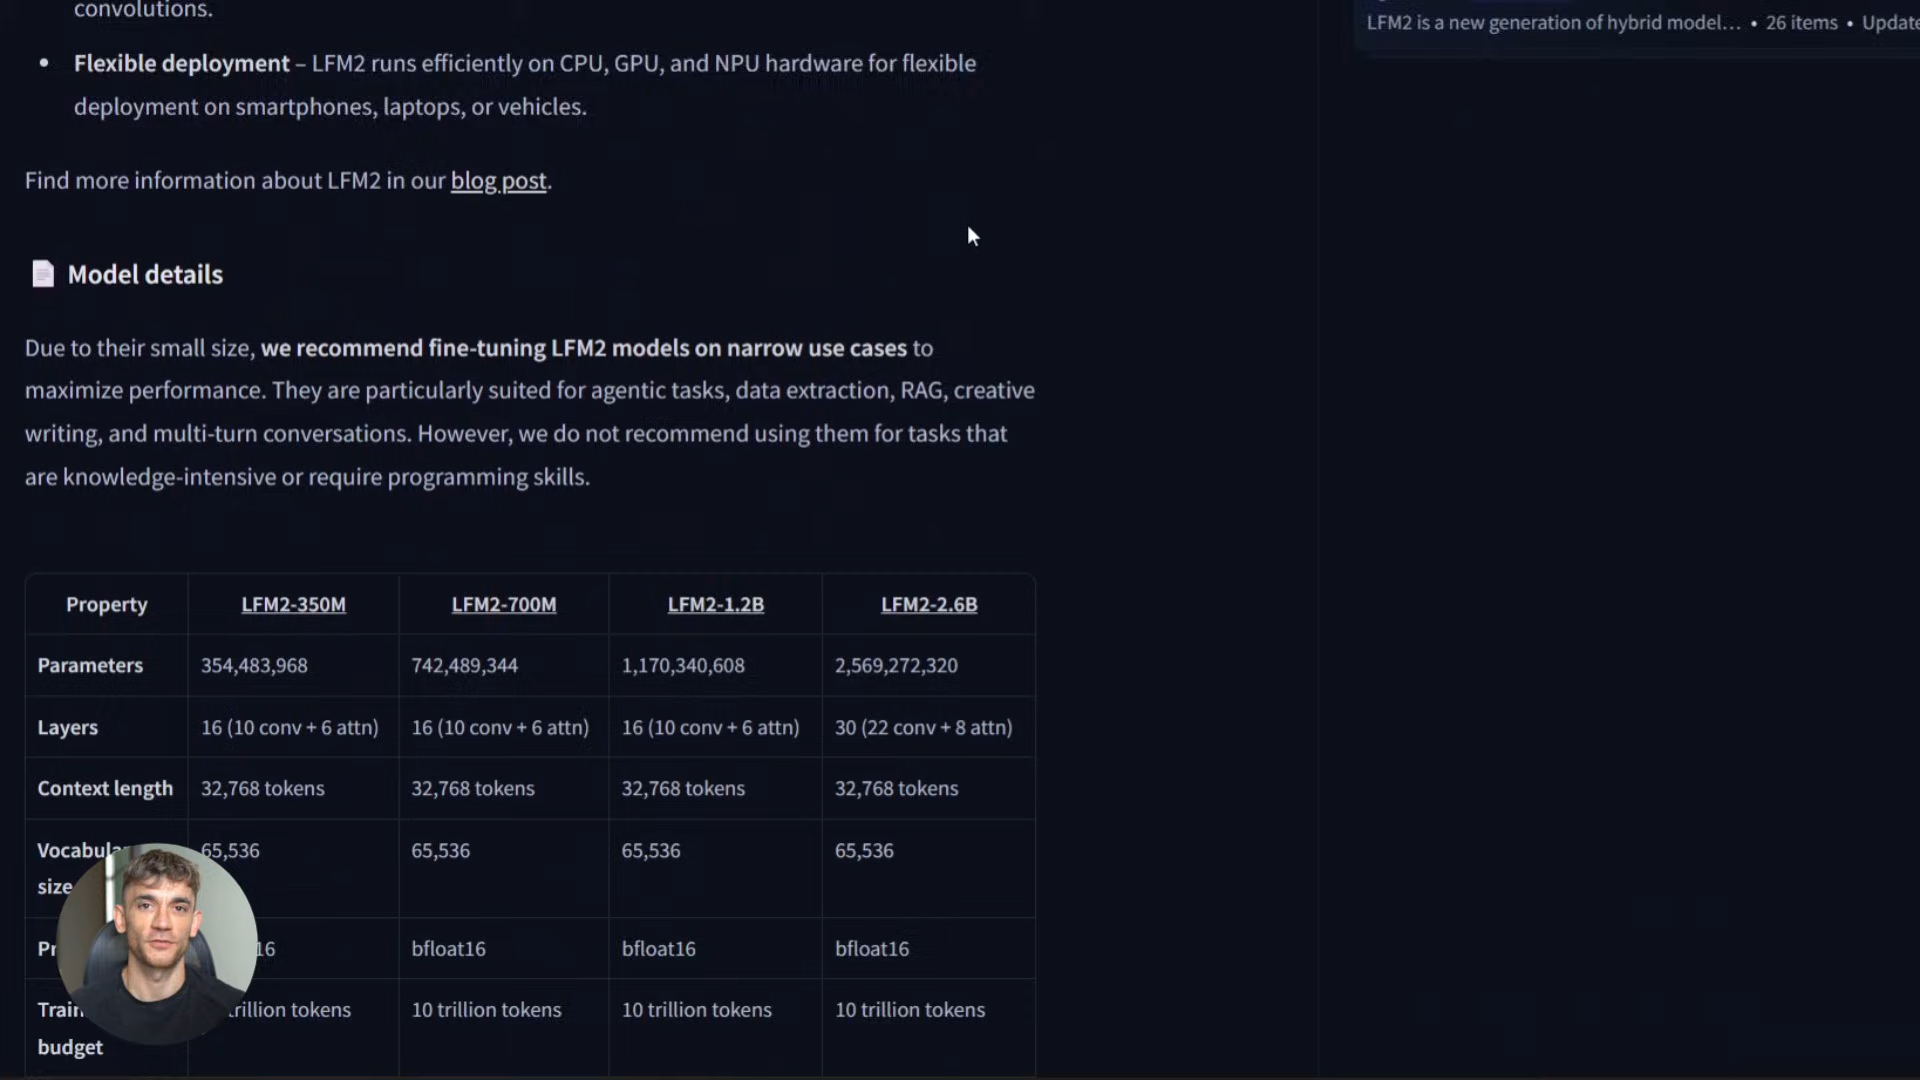 convolutions.
• Flexible deployment – LFM2 runs efficiently on CPU, GPU, and NPU hardware for flexible
deployment on smartphones, laptops, or vehicles.
Find more information about LFM2 in our blog post.
Model details
Due to their small size, we recommend fine-tuning LFM2 models on narrow use cases to
maximize performance. They are particularly suited for agentic tasks, data extraction, RAG, creative
writing, and multi-turn conversations. However, we do not recommend using them for tasks that
are knowledge-intensive or require programming skills.
Property LFM2-350M LFM2-700M LFM2-1.2B LFM2-2.6B
Parameters 354,483,968 742,489,344 1,170,340,608 2,569,272,320
Layers 16 (10 conv + 6 attn) 16 (10 conv + 6 attn) 16 (10 conv + 6 attn) 30 (22 conv + 8 attn)
Context length 32,768 tokens 32,768 tokens 32,768 tokens 32,768 tokens
65,536 65,536 65,536 65,536
size
bfloat16 bfloat16 bfloat16
trillion tokens 10 trillion tokens 10 trillion tokens 10 trillion tokens
budget
LFM2 is a new generation of hybrid model… • 26 items • Update